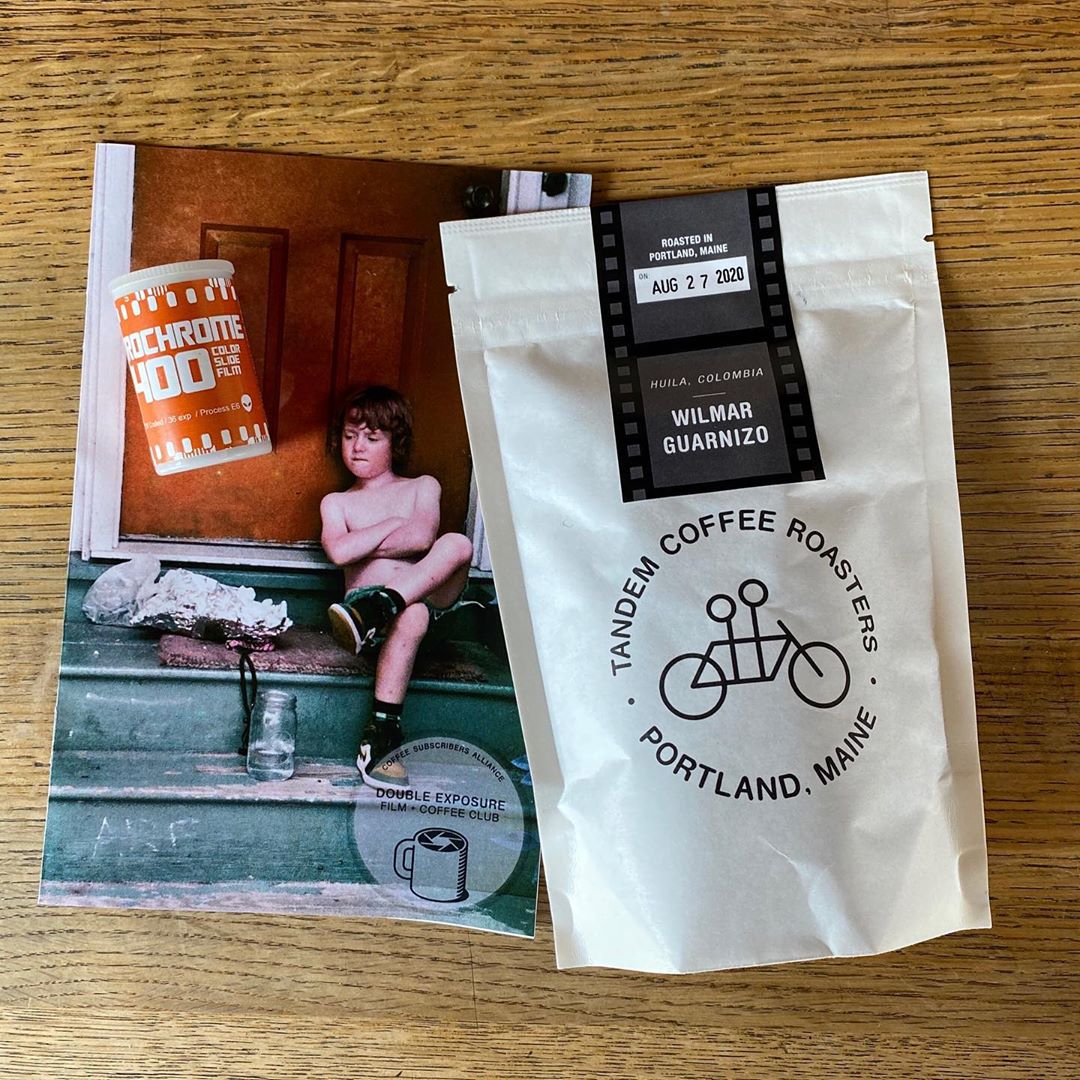 ROCHROME
400
COLOR
SLIDE
FILM
36 exp / Process E6
COFFEE SUBSCRIBERS ALLIANCE
DOUBLE EXPOSURE
FILM + COFFEE CLUB
ROASTED IN
PORTLAND, MAINE
ON:
AUG 27 2020
HUILA, COLOMBIA
WILMAR
GUARNIZO
TANDEM COFFEE ROASTERS
PORTLAND, MAINE